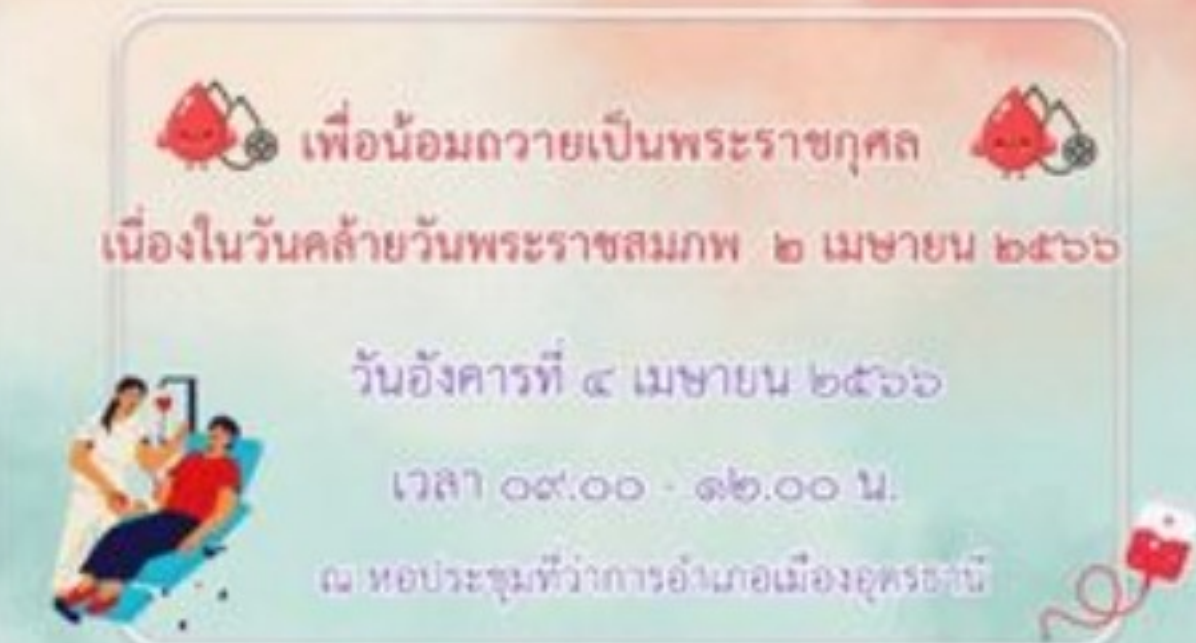 เพื่อน้อมถวายเป็นพระราชกุศล
เนื่องในวันคล้ายวันพระราชสมภพ ๒ เมษายน ๒๕๖๖
วันอังคารที่ ๔ เมษายน ๒๕๖๖
เวลา ๐๙.๐๐ - ๑๒.๐๐ น.
ณ หอประชุมที่ว่าการอำเภอเมืองอุดรธานี